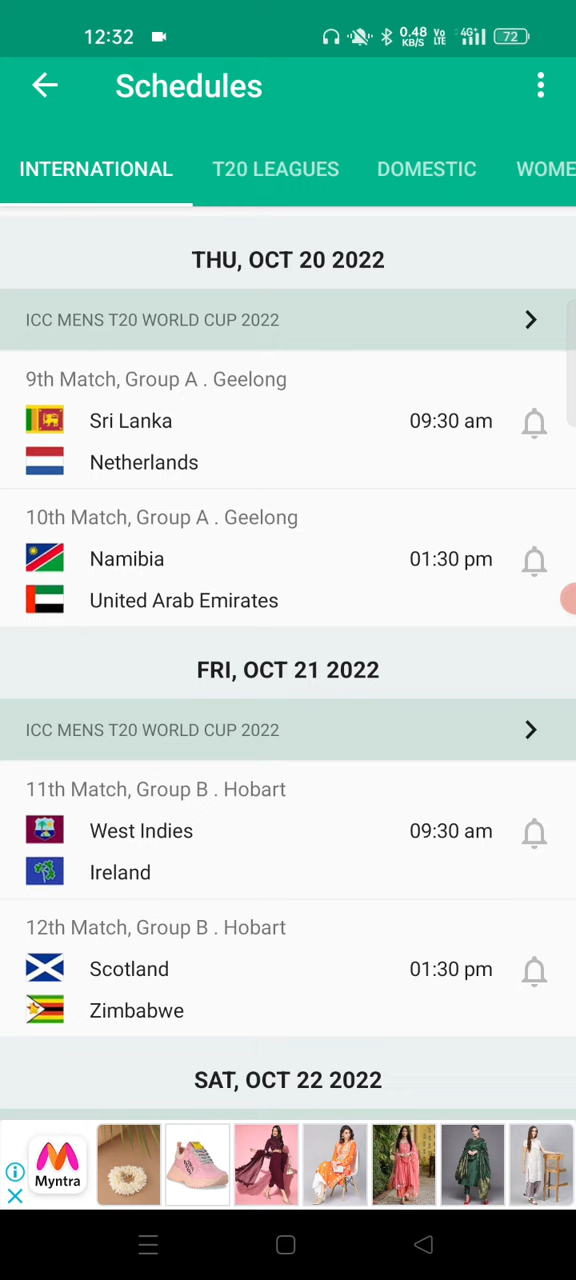 12:32 0.48 KB/S Vo LTE 4G+ 72
Schedules
INTERNATIONAL T20 LEAGUES DOMESTIC WOME
THU, OCT 20 2022
ICC MENS T20 WORLD CUP 2022
9th Match, Group A . Geelong
Sri Lanka 09:30 am
Netherlands
10th Match, Group A . Geelong
Namibia 01:30 pm
United Arab Emirates
FRI, OCT 21 2022
ICC MENS T20 WORLD CUP 2022
11th Match, Group B . Hobart
West Indies 09:30 am
Ireland
12th Match, Group B . Hobart
Scotland 01:30 pm
Zimbabwe
SAT, OCT 22 2022
Myntra